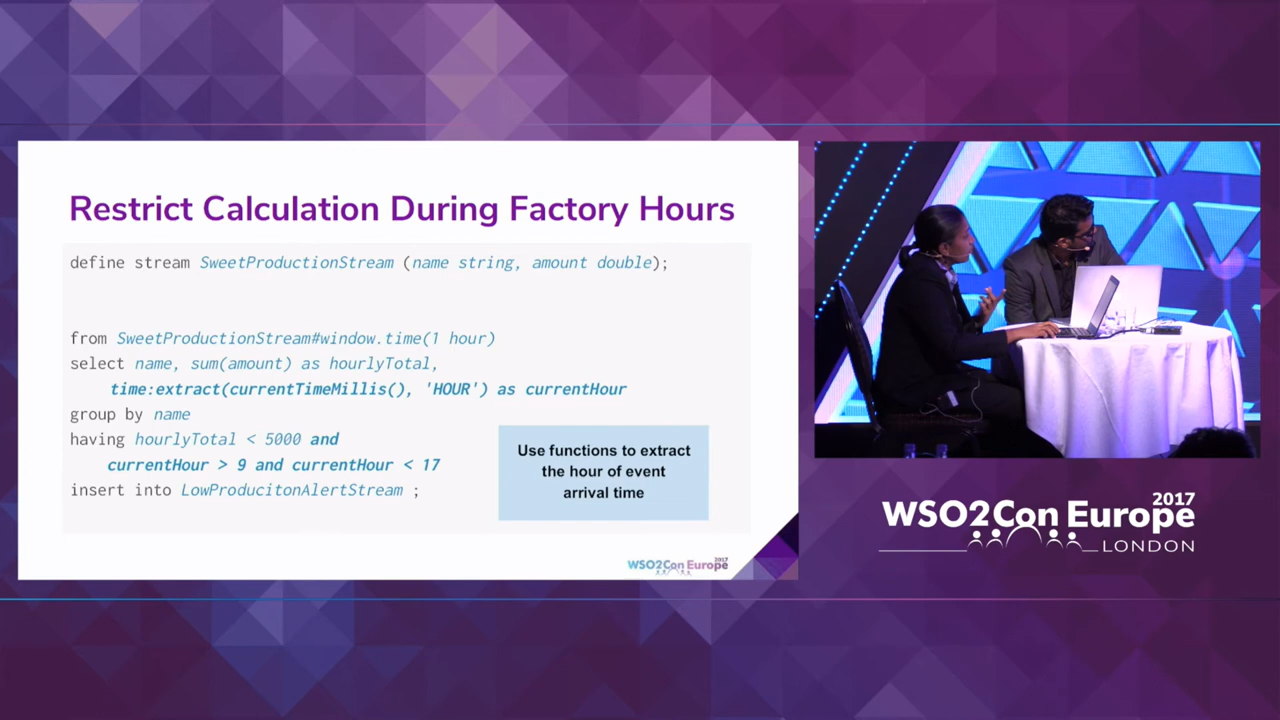 Restrict Calculation During Factory Hours
define stream SweetProductionStream (name string, amount double);
from SweetProductionStream#window.time(1 hour)
select name, sum(amount) as hourlyTotal,
time:extract(currentTimeMillis(), 'HOUR') as currentHour
group by name
having hourlyTotal < 5000 and
currentHour > 9 and currentHour < 17
insert into LowProducitonAlertStream ;
Use functions to extract
the hour of event
arrival time
WSO2Con Europe 2017
2017
WSO2Con Europe
LONDON